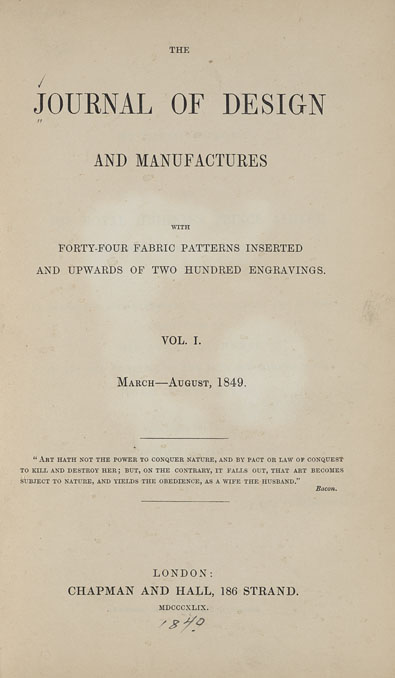 THE
JOURNAL OF DESIGN
AND MANUFACTURES
WITH
FORTY-FOUR FABRIC PATTERNS INSERTED
AND UPWARDS OF TWO HUNDRED ENGRAVINGS.
VOL. I.
MARCH—AUGUST, 1849.
"ART HATH NOT THE POWER TO CONQUER NATURE, AND BY PACT OR LAW OF CONQUEST
TO KILL AND DESTROY HER; BUT, ON THE CONTRARY, IT FALLS OUT, THAT ART BECOMES
SUBJECT TO NATURE, AND YIELDS THE OBEDIENCE, AS A WIFE THE HUSBAND."
Bacon.
LONDON:
CHAPMAN AND HALL, 186 STRAND.
MDCCCXLIX.
1849